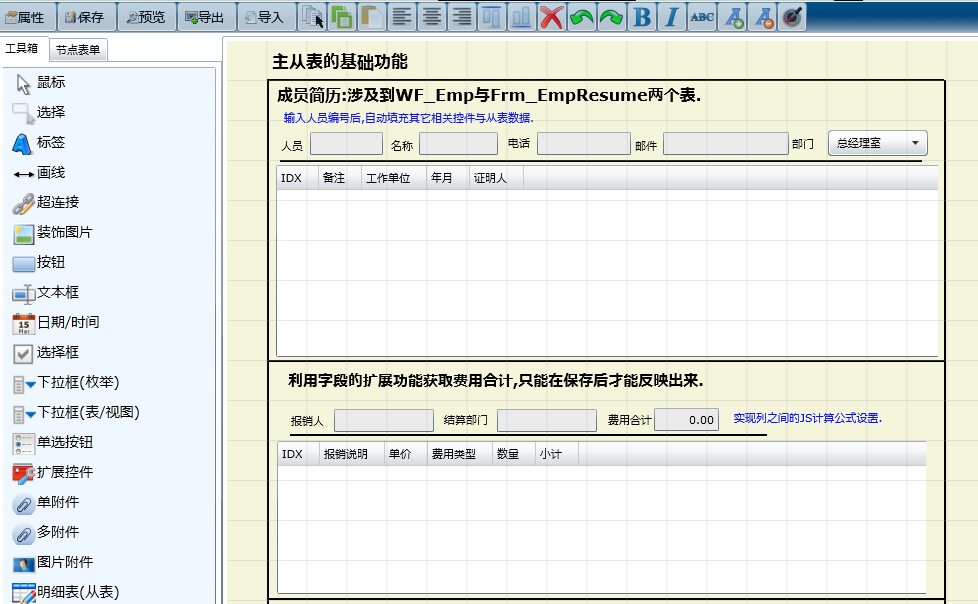 属性 保存 预览 导出 导入 B I ABC A A
工具箱 节点表单
鼠标
选择
标签
画线
超连接
装饰图片
按钮
文本框
日期/时间
选择框
下拉框(枚举)
下拉框(表/视图)
单选按钮
扩展控件
单附件
多附件
图片附件
明细表(从表)
主从表的基础功能
成员简历:涉及到WF_Emp与Frm_EmpResume两个表.
输入人员编号后,自动填充其它相关控件与从表数据.
人员 名称 电话 邮件 部门 总经理室
IDX 备注 工作单位 年月 证明人
利用字段的扩展功能获取费用合计,只能在保存后才能反映出来.
报销人 结算部门 费用合计 0.00 实现列之间的JS计算公式设置.
IDX 报销说明 单价 费用类型 数量 小计